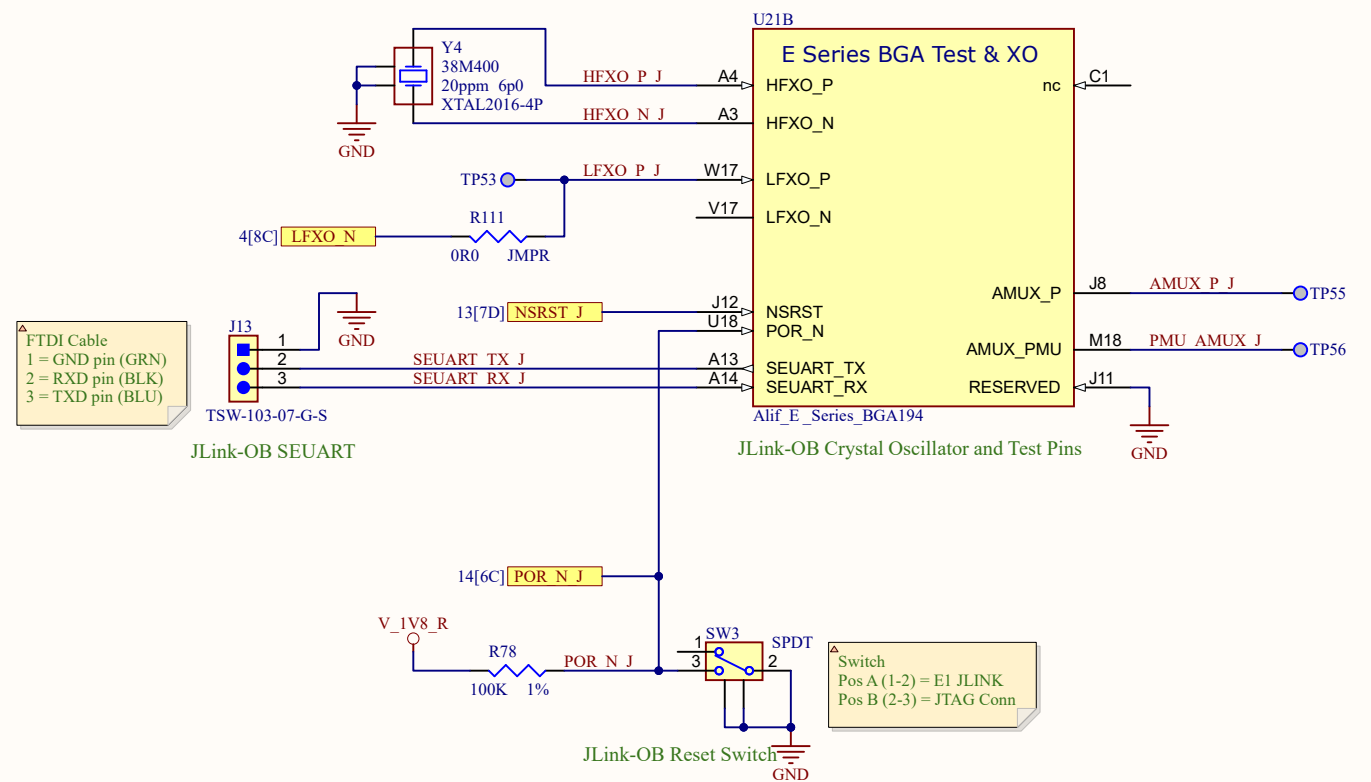 U21B
E Series BGA Test & XO
Y4
38M400
20ppm 6p0
XTAL2016-4P
GND
HFXO_P_J
A4
HFXO_P
nc
C1
HFXO_N_J
A3
HFXO_N
TP53
LFXO_P_J
W17
LFXO_P
V17
LFXO_N
4[8C]
LFXO_N
R111
0R0
JMPR
AMUX_P
J8
AMUX_P_J
TP55
13[7D]
NSRST_J
J12
NSRST
U18
POR_N
AMUX_PMU
M18
PMU_AMUX_J
TP56
GND
J13
1
2
3
SEUART_TX_J
A13
SEUART_TX
SEUART_RX_J
A14
SEUART_RX
RESERVED
J11
GND
FTDI Cable
1 = GND pin (GRN)
2 = RXD pin (BLK)
3 = TXD pin (BLU)
TSW-103-07-G-S
JLink-OB SEUART
Alif_E_Series_BGA194
JLink-OB Crystal Oscillator and Test Pins
14[6C]
POR_N_J
V_1V8_R
R78
100K
1%
POR_N_J
SW3
SPDT
1
3
2
Switch
Pos A (1-2) = E1 JLINK
Pos B (2-3) = JTAG Conn
JLink-OB Reset Switch
GND